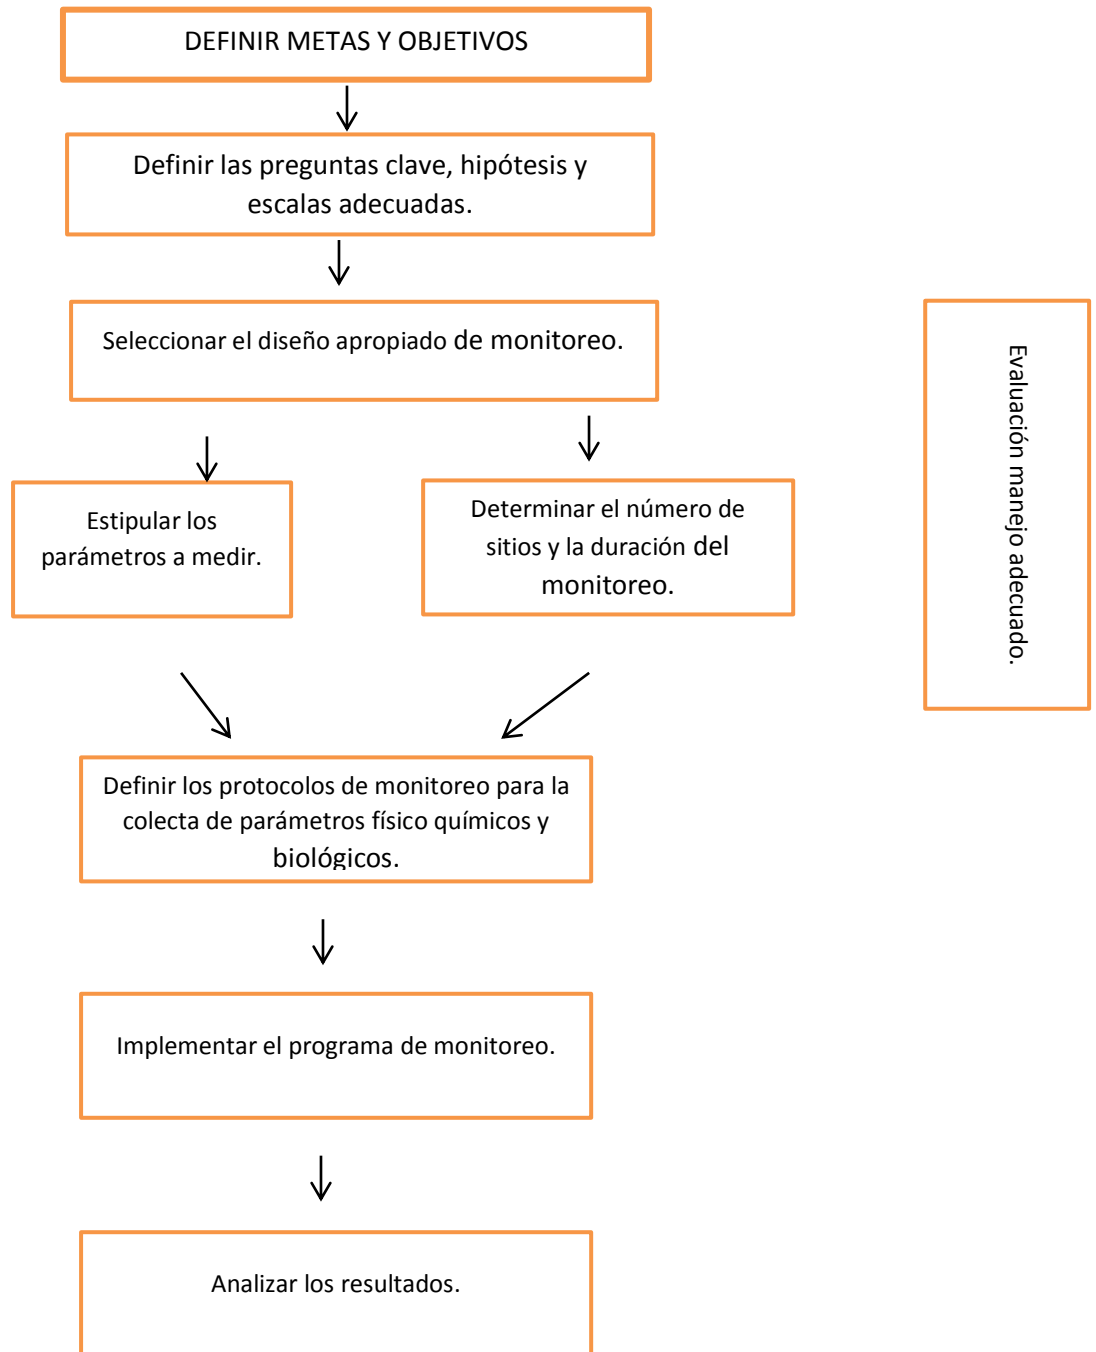 DEFINIR METAS Y OBJETIVOS
Definir las preguntas clave, hipótesis y
escalas adecuadas.
Seleccionar el diseño apropiado de monitoreo.
Estipular los
parámetros a medir.
Determinar el número de
sitios y la duración del
monitoreo.
Evaluación manejo adecuado.
Definir los protocolos de monitoreo para la
colecta de parámetros físico químicos y
biológicos.
Implementar el programa de monitoreo.
Analizar los resultados.